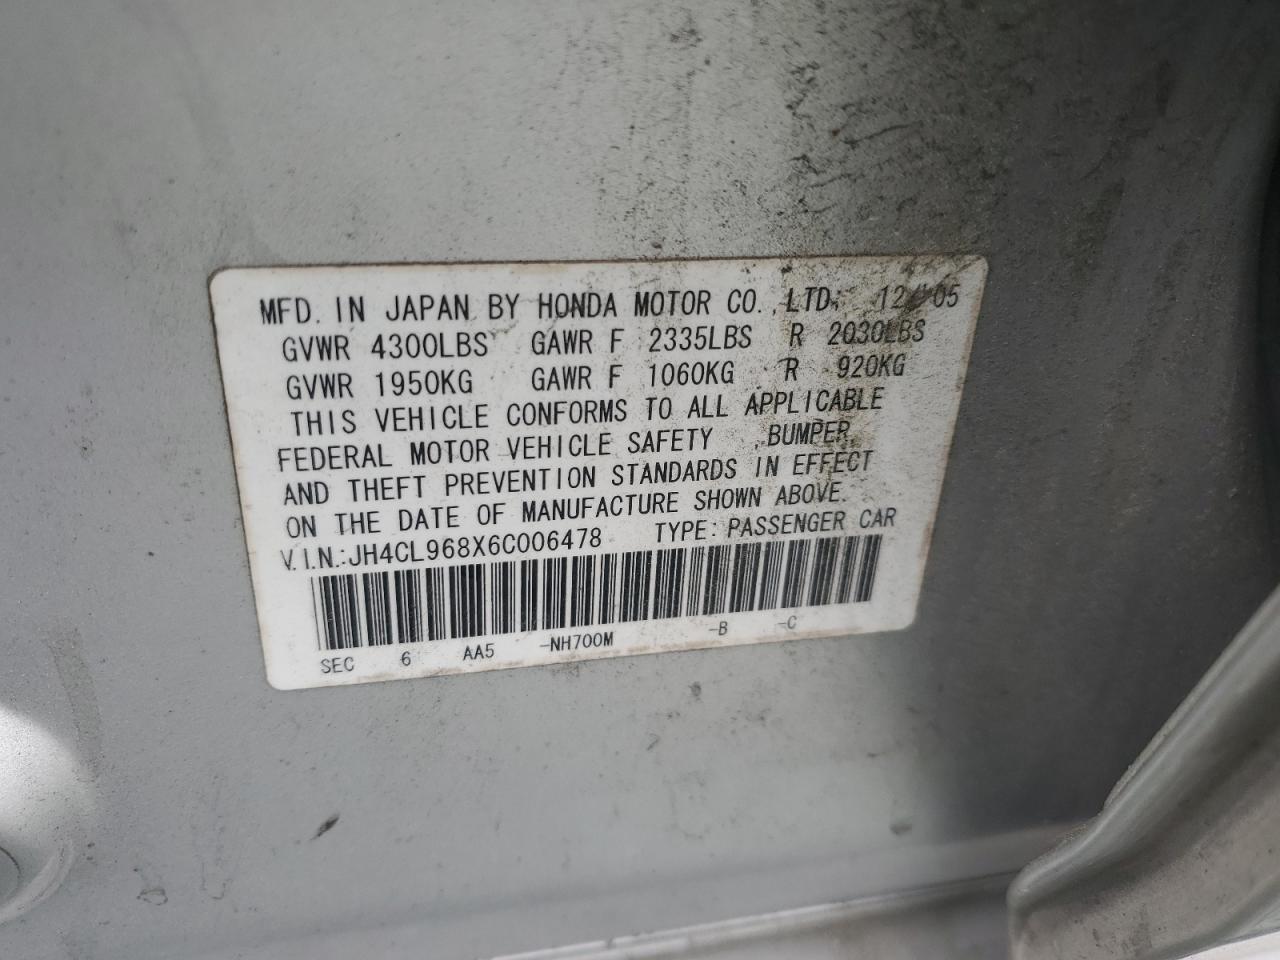 MFD. IN JAPAN BY HONDA MOTOR CO., LTD. 12/05
GVWR 4300LBS GAWR F 2335LBS R 2030LBS
GVWR 1950KG GAWR F 1060KG R 920KG
THIS VEHICLE CONFORMS TO ALL APPLICABLE
FEDERAL MOTOR VEHICLE SAFETY , BUMPER,
AND THEFT PREVENTION STANDARDS IN EFFECT
ON THE DATE OF MANUFACTURE SHOWN ABOVE.
V.I.N.:JH4CL968X6C006478 TYPE: PASSENGER CAR
SEC 6 AA5 -NH700M -B -C